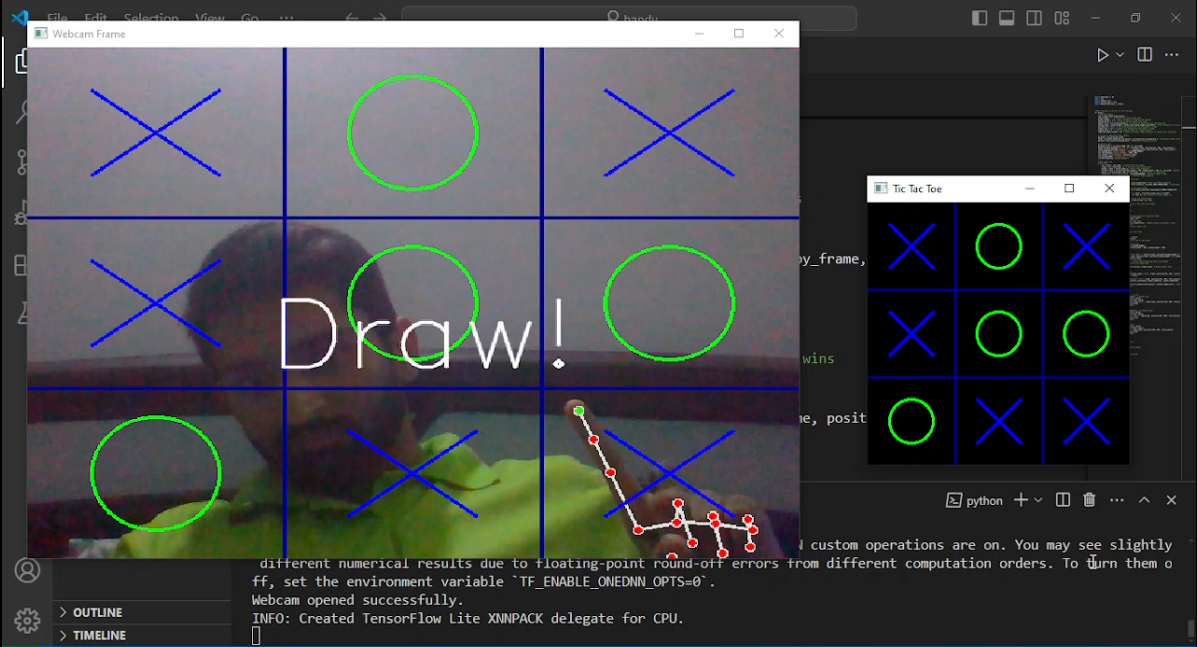 File Edit Selection View Go ...
handy
Webcam Frame
Draw!
Tic Tac Toe
by_frame,
wins
me, posit
python
N custom operations are on. You may see slightly
different numerical results due to floating-point round-off errors from different computation orders. To turn them o
ff, set the environment variable `TF_ENABLE_ONEDNN_OPTS=0`.
Webcam opened successfully.
INFO: Created TensorFlow Lite XNNPACK delegate for CPU.
OUTLINE
TIMELINE